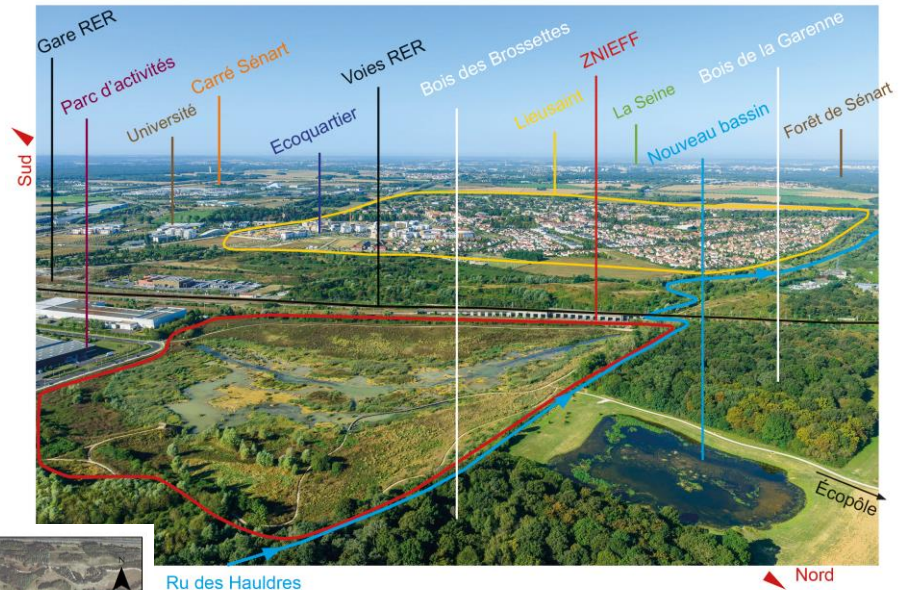 Gare RER
Parc d'activités
Université
Carré Sénart
Ecoquartier
Voies RER
Bois des Brossettes
Lieusaint
ZNIEFF
La Seine
Nouveau bassin
Bois de la Garenne
Forêt de Sénart
Sud
Écopôle
Ru des Hauldres
Nord